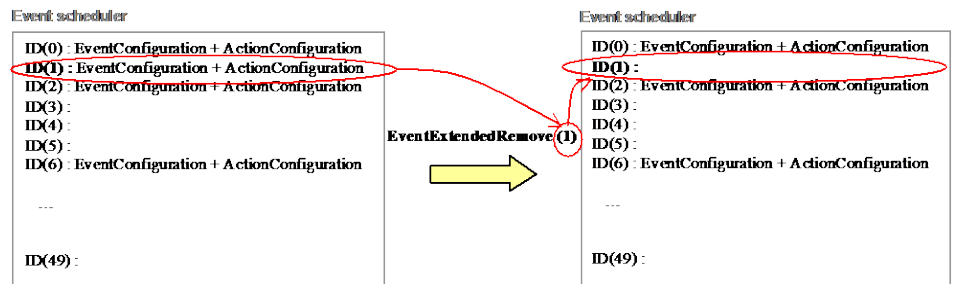 Event scheduler
ID(0) : EventConfiguration + ActionConfiguration
ID(1) : EventConfiguration + ActionConfiguration
ID(2) : EventConfiguration + ActionConfiguration
ID(3) :
ID(4) :
ID(5) :
ID(6) : EventConfiguration + ActionConfiguration
...
ID(49) :
EventExtendedRemove (1)
Event scheduler
ID(0) : EventConfiguration + ActionConfiguration
ID(1) :
ID(2) : EventConfiguration + ActionConfiguration
ID(3) :
ID(4) :
ID(5) :
ID(6) : EventConfiguration + ActionConfiguration
...
ID(49) :